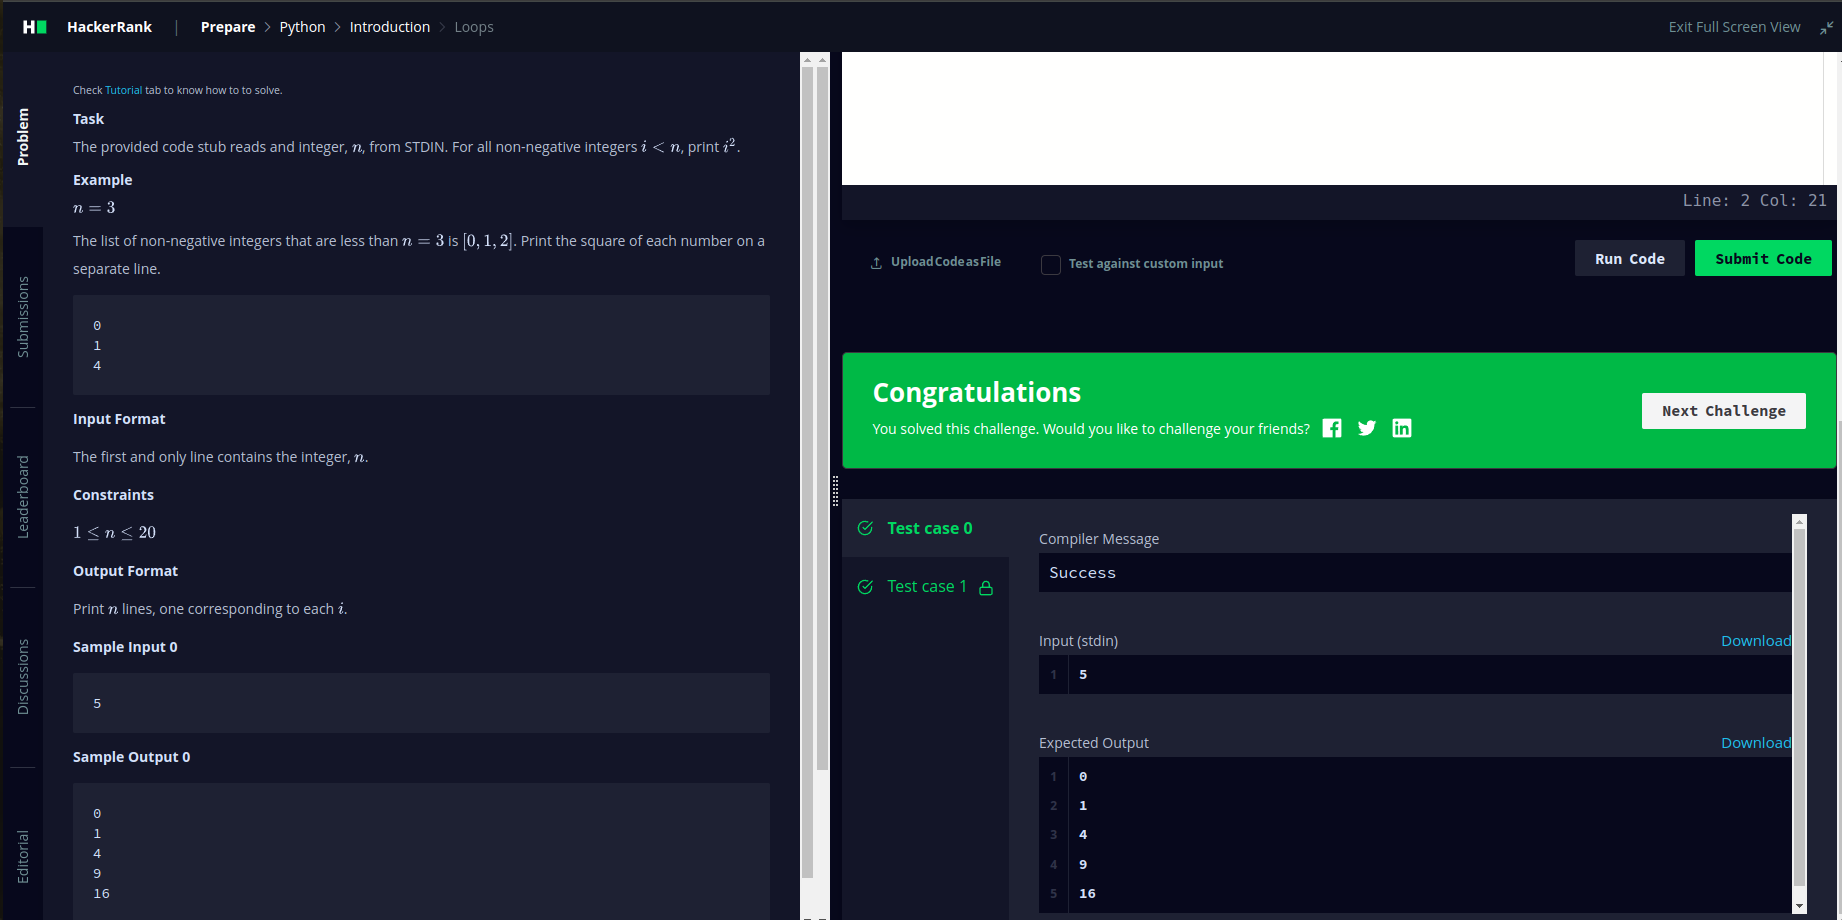 HackerRank | Prepare > Python > Introduction > Loops
Exit Full Screen View
Problem
Submissions
Leaderboard
Discussions
Editorial
Check Tutorial tab to know how to to solve.
Task
The provided code stub reads and integer, n, from STDIN. For all non-negative integers i < n, print i².
Example
n = 3
The list of non-negative integers that are less than n = 3 is [0, 1, 2]. Print the square of each number on a
separate line.
0
1
4
Input Format
The first and only line contains the integer, n.
Constraints
1 ≤ n ≤ 20
Output Format
Print n lines, one corresponding to each i.
Sample Input 0
5
Sample Output 0
0
1
4
9
16
Line: 2 Col: 21
Upload Code as File
Test against custom input
Run Code
Submit Code
Congratulations
You solved this challenge. Would you like to challenge your friends?
Next Challenge
Test case 0
Test case 1
Compiler Message
Success
Input (stdin)
Download
1 5
Expected Output
Download
1 0
2 1
3 4
4 9
5 16